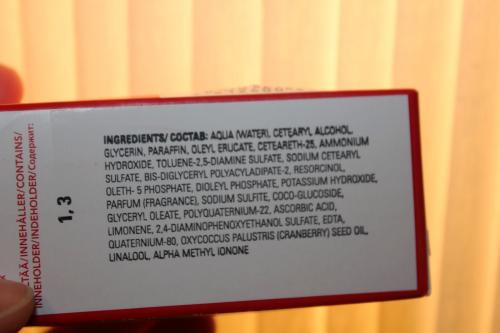 INGREDIENTS/ СОСТАВ: AQUA (WATER), CETEARYL ALCOHOL,
GLYCERIN, PARAFFIN, OLEYL ERUCATE, CETEARETH-25, AMMONIUM
HYDROXIDE, TOLUENE-2,5-DIAMINE SULFATE, SODIUM CETEARYL
SULFATE, BIS-DIGLYCERYL POLYACYLADIPATE-2, RESORCINOL,
OLETH- 5 PHOSPHATE, DIOLEYL PHOSPHATE, POTASSIUM HYDROXIDE,
PARFUM (FRAGRANCE), SODIUM SULFITE, COCO-GLUCOSIDE,
GLYCERYL OLEATE, POLYQUATERNIUM-22, ASCORBIC ACID,
LIMONENE, 2,4-DIAMINOPHENOXYETHANOL SULFATE, EDTA,
QUATERNIUM-80, OXYCOCCUS PALUSTRIS (CRANBERRY) SEED OIL,
LINALOOL, ALPHA METHYL IONONE
1, 3
TÄÄ/INNEHÅLLER/CONTAINS/
INNEHOLDER/INDEHOLDER/Содержит: